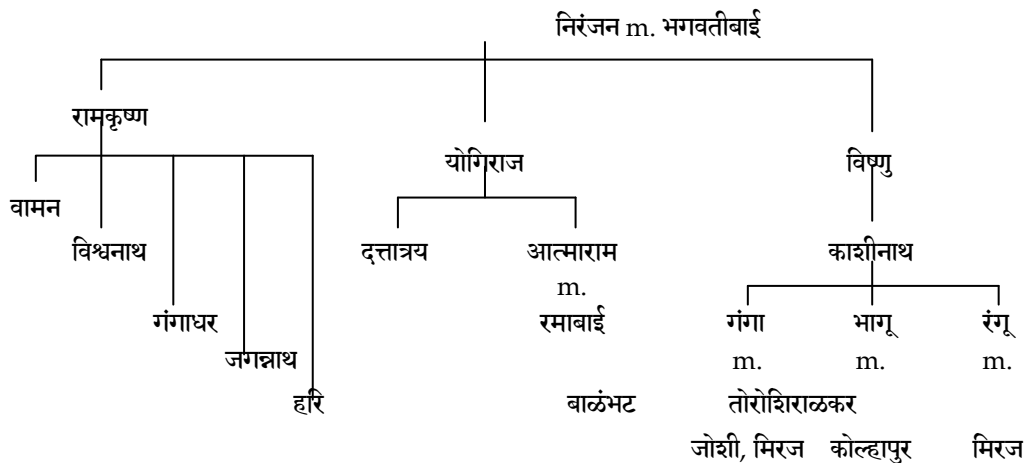 निरंजन m. भगवतीबाई
रामकृष्ण
योगिराज विष्णु
वामन
विश्वनाथ दत्तात्रय आत्माराम काशीनाथ
m.
गंगाधर रमाबाई गंगा भागू रंगू
जगन्नाथ m. m. m.
हरि बाळंभट तोरोशिराळकर
जोशी, मिरज कोल्हापुर मिरज